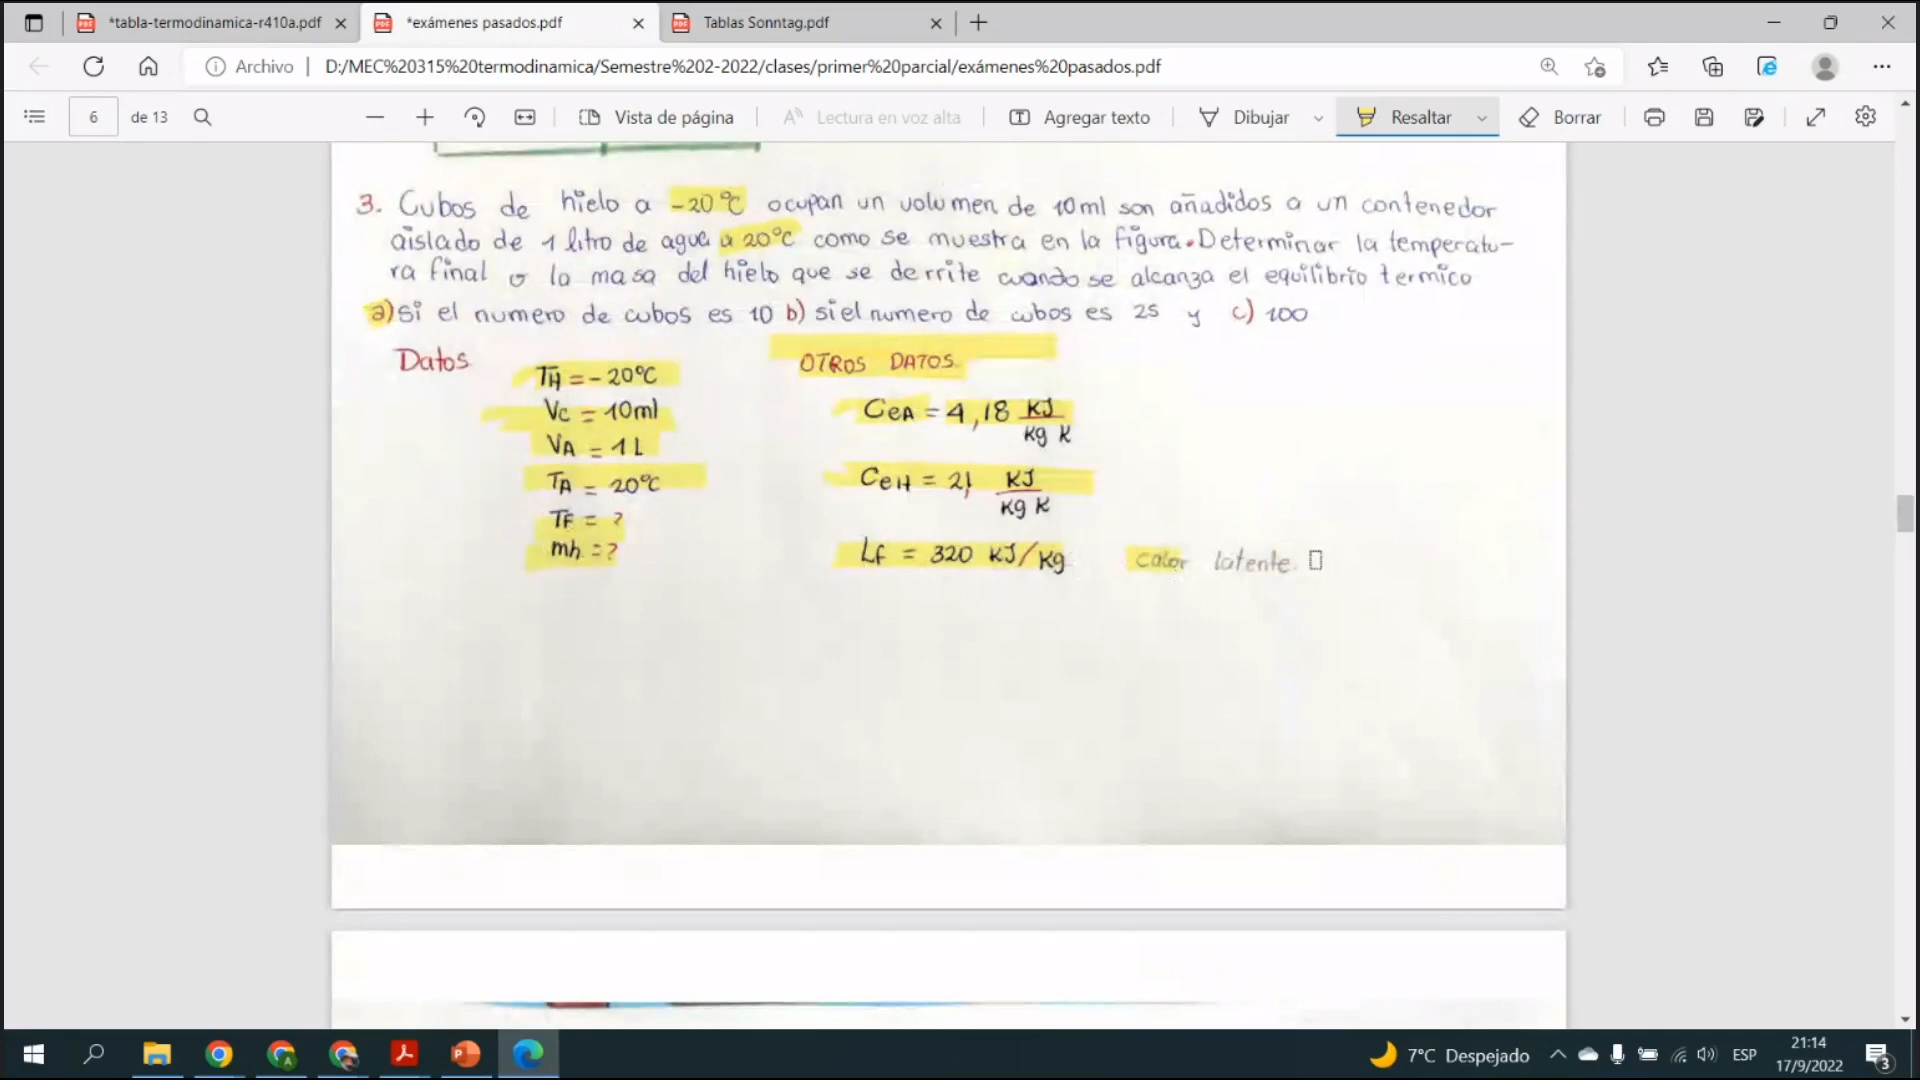 *tabla-termodinamica-r410a.pdf
*exámenes pasados.pdf
Tablas Sonntag.pdf
Archivo
D:/MEC%20315%20termodinamica/Semestre%202-2022/clases/primer%20parcial/exámenes%20pasados.pdf
6 de 13
Vista de página
Lectura en voz alta
Agregar texto
Dibujar
Resaltar
Borrar
3. Cubos de hielo a -20°C ocupan un volumen de 10ml son añadidos a un contenedor
aislado de 1 litro de agua a 20°C como se muestra en la figura. Determinar la temperatu-
ra final o la masa del hielo que se derrite cuando se alcanza el equilibrio termico
a) si el numero de cubos es 10 b) si el numero de cubos es 25 y c) 100
Datos
OTROS DATOS
TH = -20°C
Vc = 10ml
CeA = 4,18 KJ/kg K
VA = 1L
TA = 20°C
CeH = 2,1 KJ/kg K
TF = ?
mh = ?
Lf = 320 KJ/kg calor latente.
7°C Despejado
ESP
21:14
17/9/2022
3